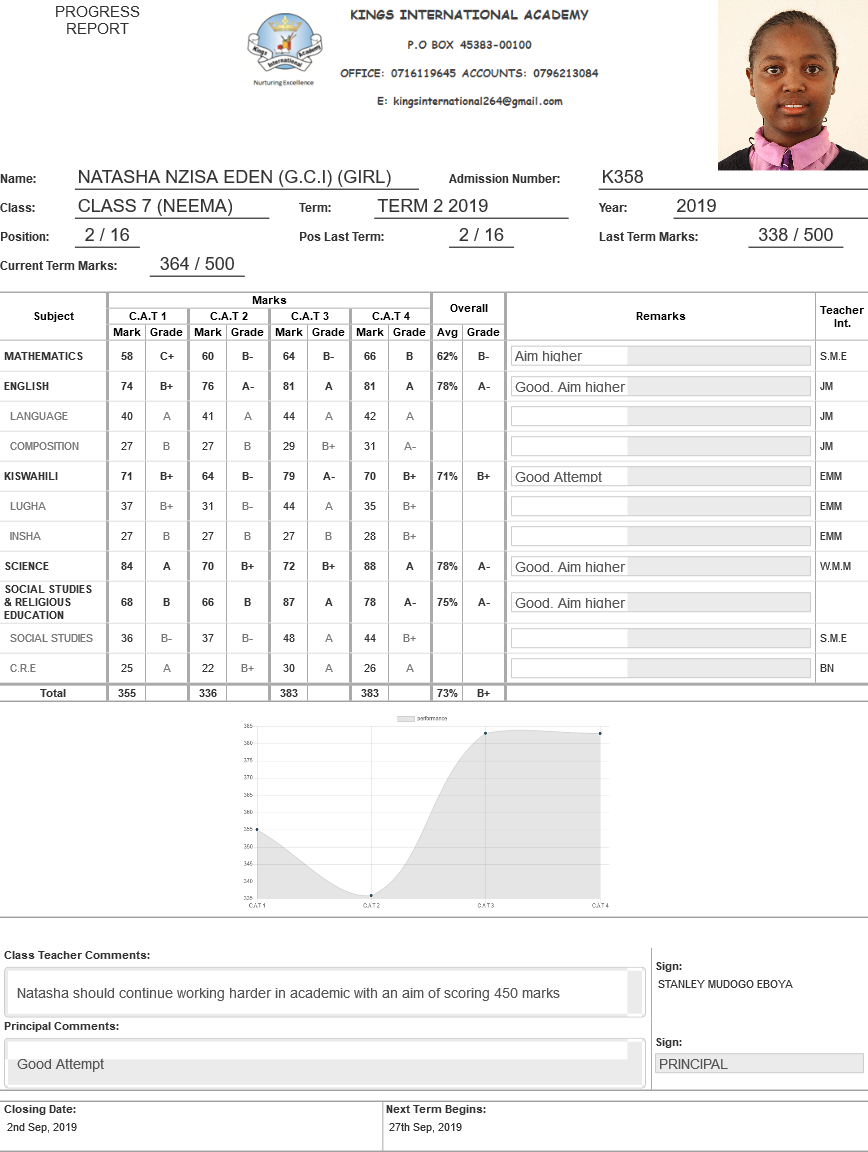 PROGRESS
REPORT
KINGS INTERNATIONAL ACADEMY
P.O BOX 45383-00100
OFFICE: 0716119645 ACCOUNTS: 0796213084
E: kingsinternational264@gmail.com
Kings Academy
International
Nurturing Excellence
Name: NATASHA NZISA EDEN (G.C.I) (GIRL) Admission Number: K358
Class: CLASS 7 (NEEMA) Term: TERM 2 2019 Year: 2019
Position: 2 / 16 Pos Last Term: 2 / 16 Last Term Marks: 338 / 500
Current Term Marks: 364 / 500
Subject Marks Overall Remarks Teacher Int.
C.A.T 1 C.A.T 2 C.A.T 3 C.A.T 4
Mark Grade Mark Grade Mark Grade Mark Grade Avg Grade
MATHEMATICS 58 C+ 60 B- 64 B- 66 B 62% B- Aim higher S.M.E
ENGLISH 74 B+ 76 A- 81 A 81 A 78% A- Good. Aim higher JM
LANGUAGE 40 A 41 A 44 A 42 A JM
COMPOSITION 27 B 27 B 29 B+ 31 A- JM
KISWAHILI 71 B+ 64 B- 79 A- 70 B+ 71% B+ Good Attempt EMM
LUGHA 37 B+ 31 B- 44 A 35 B+ EMM
INSHA 27 B 27 B 27 B 28 B+ EMM
SCIENCE 84 A 70 B+ 72 B+ 88 A 78% A- Good. Aim higher W.M.M
SOCIAL STUDIES
& RELIGIOUS
EDUCATION 68 B 66 B 87 A 78 A- 75% A- Good. Aim higher
SOCIAL STUDIES 36 B- 37 B- 48 A 44 B+ S.M.E
C.R.E 25 A 22 B+ 30 A 26 A BN
Total 355 336 383 383 73% B+
performance
385
380
375
370
365
360
355
350
345
340
335
CAT1 CAT2 CAT3 CAT4
Class Teacher Comments:
Natasha should continue working harder in academic with an aim of scoring 450 marks
Sign:
STANLEY MUDOGO EBOYA
Principal Comments:
Good Attempt
Sign:
PRINCIPAL
Closing Date: Next Term Begins:
2nd Sep, 2019 27th Sep, 2019